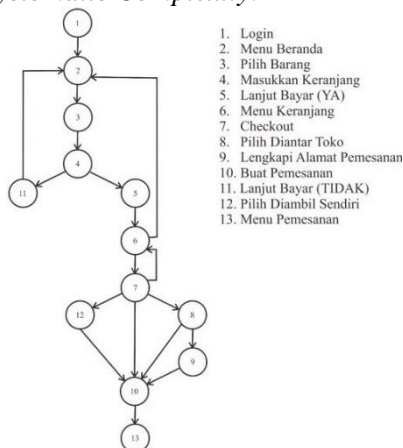 1
2
3
4
11
5
6
7
12
8
9
10
13
1. Login
2. Menu Beranda
3. Pilih Barang
4. Masukkan Keranjang
5. Lanjut Bayar (YA)
6. Menu Keranjang
7. Checkout
8. Pilih Diantar Toko
9. Lengkapi Alamat Pemesanan
10. Buat Pemesanan
11. Lanjut Bayar (TIDAK)
12. Pilih Diambil Sendiri
13. Menu Pemesanan